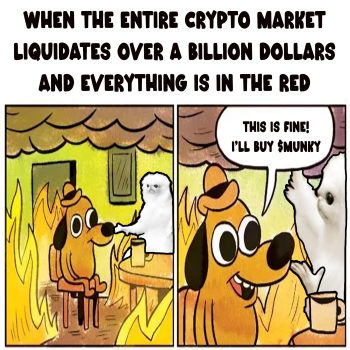 WHEN THE ENTIRE CRYPTO MARKET
LIQUIDATES OVER A BILLION DOLLARS
AND EVERYTHING IS IN THE RED
THIS IS FINE!
I'LL BUY $MUNKY